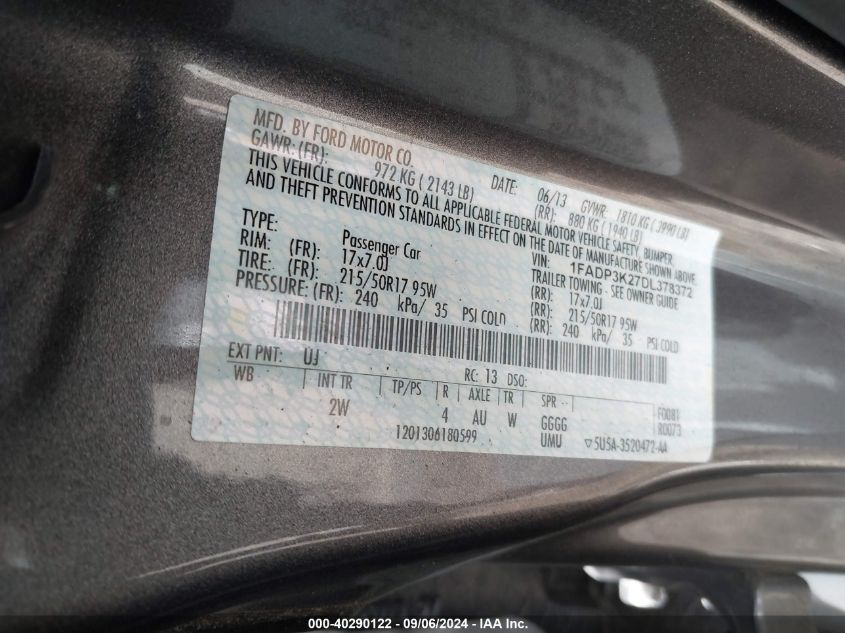 MFD. BY FORD MOTOR CO.
DATE: 06/13 GVWR: 1810 KG ( 3990 LB)
GAWR: (FR): 972 KG ( 2143 LB) (RR): 880 KG ( 1940 LB)
THIS VEHICLE CONFORMS TO ALL APPLICABLE FEDERAL MOTOR VEHICLE SAFETY, BUMPER,
AND THEFT PREVENTION STANDARDS IN EFFECT ON THE DATE OF MANUFACTURE SHOWN ABOVE.
VIN: 1FADP3K27DL378372
TYPE: Passenger Car TRAILER TOWING - SEE OWNER GUIDE
RIM: (FR): 17x7.0J (RR): 17x7.0J
TIRE: (FR): 215/50R17 95W (RR): 215/50R17 95W
PRESSURE: (FR): 240 kPa/ 35 PSI COLD (RR): 240 kPa/ 35 PSI COLD
EXT PNT: UJ RC: 13 DSO:
WB INT TR TP/PS R AXLE TR SPR F0081
2W 4 AU W GGGG R0073
1201306180599 UMU ▽5U5A-3520472-AA
000-40290122 - 09/06/2024 - IAA Inc.